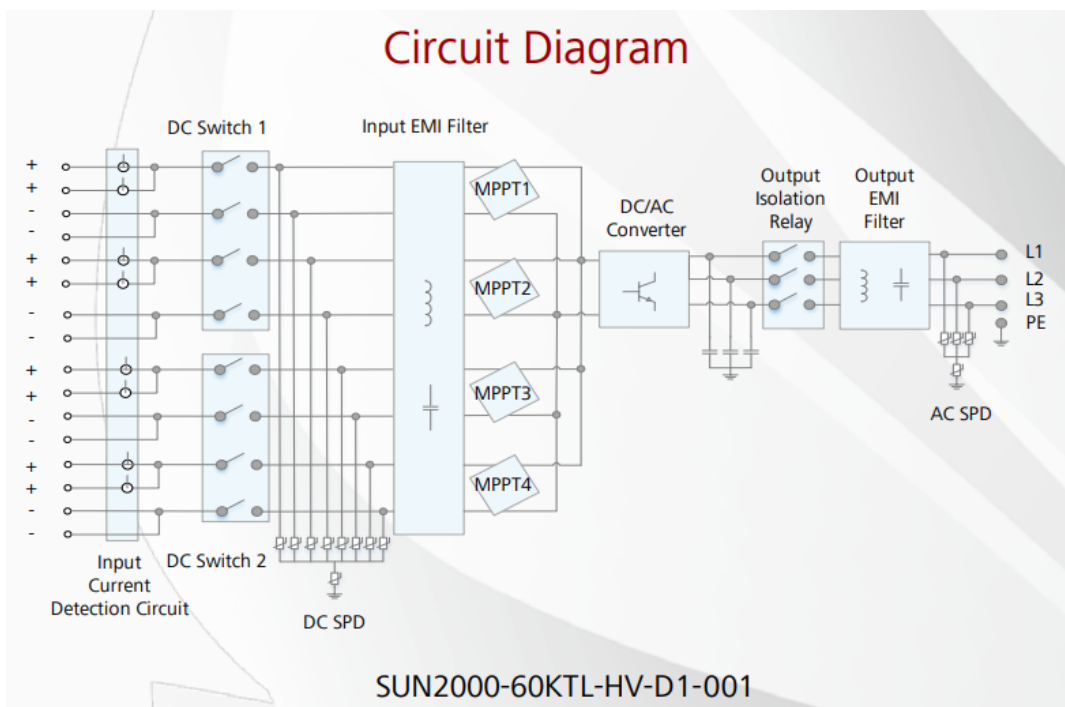 Circuit Diagram
DC Switch 1
Input EMI Filter
+
+
-
-
+
+
-
-
+
+
-
-
+
+
-
-
MPPT1
MPPT2
MPPT3
MPPT4
DC/AC
Converter
Output
Isolation
Relay
Output
EMI
Filter
L1
L2
L3
PE
AC SPD
Input
Current
Detection Circuit
DC Switch 2
DC SPD
SUN2000-60KTL-HV-D1-001